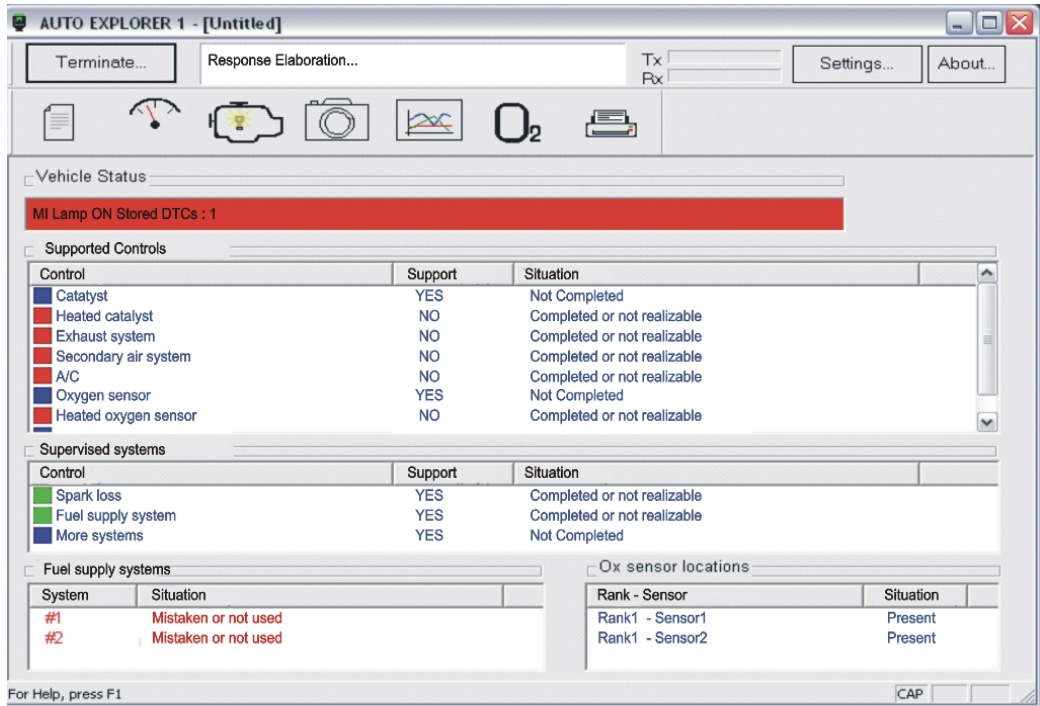 AUTO EXPLORER 1 - [Untitled]
Terminate...
Response Elaboration...
Tx
Rx
Settings...
About...
O2
Vehicle Status
MI Lamp ON Stored DTCs : 1
Supported Controls
Control Support Situation
Catatyst YES Not Completed
Heated catalyst NO Completed or not realizable
Exhaust system NO Completed or not realizable
Secondary air system NO Completed or not realizable
A/C NO Completed or not realizable
Oxygen sensor YES Not Completed
Heated oxygen sensor NO Completed or not realizable
Supervised systems
Control Support Situation
Spark loss YES Completed or not realizable
Fuel supply system YES Completed or not realizable
More systems YES Not Completed
Fuel supply systems
System Situation
#1 Mistaken or not used
#2 Mistaken or not used
Ox sensor locations
Rank - Sensor Situation
Rank1 - Sensor1 Present
Rank1 - Sensor2 Present
For Help, press F1
CAP